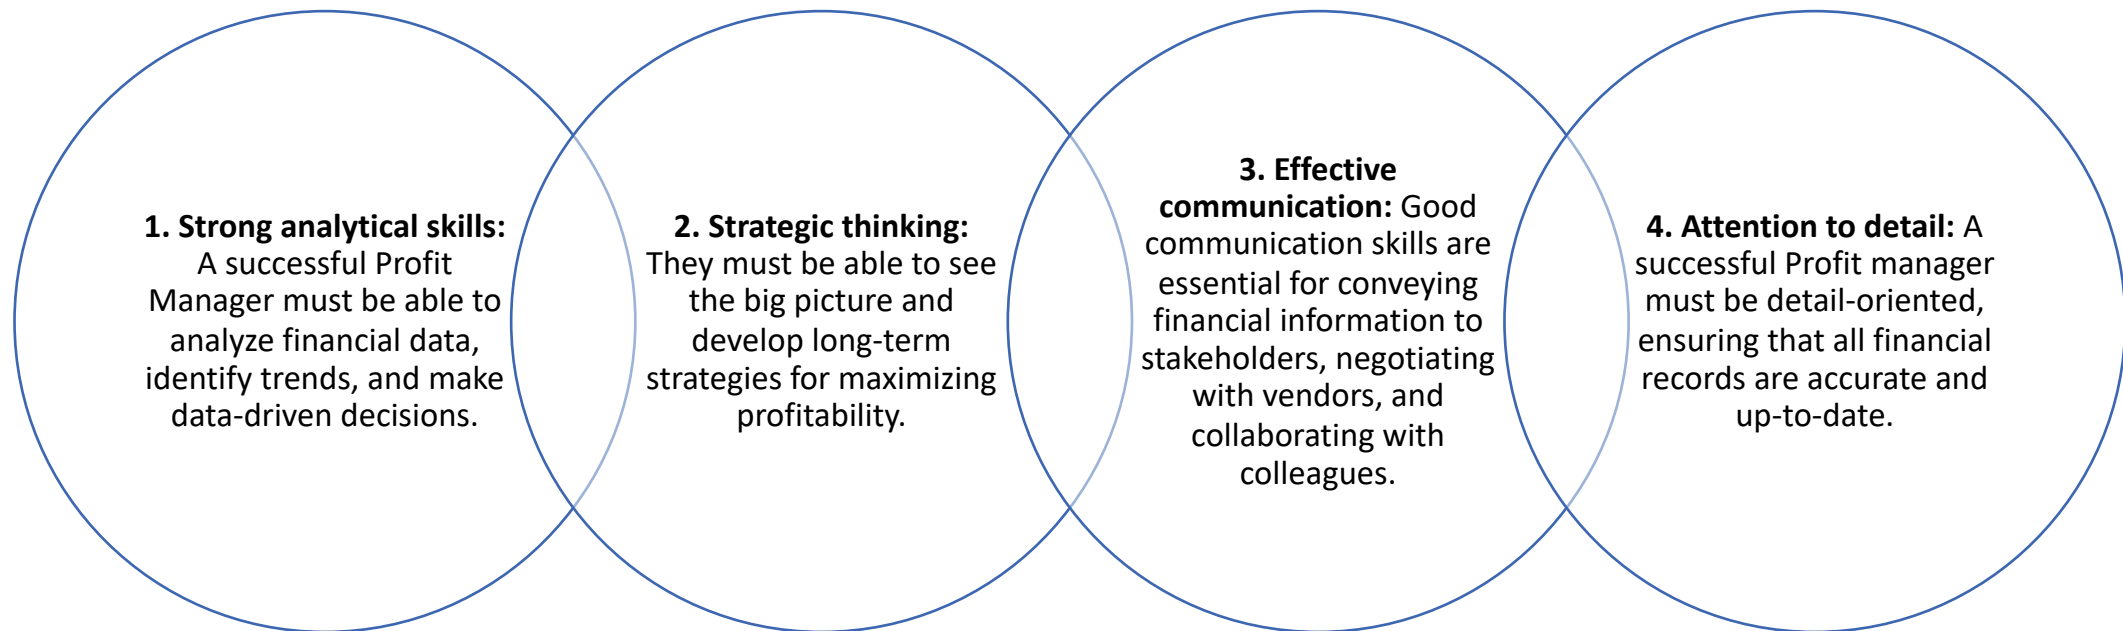 1. Strong analytical skills:
A successful Profit
Manager must be able to
analyze financial data,
identify trends, and make
data-driven decisions.
2. Strategic thinking:
They must be able to see
the big picture and
develop long-term
strategies for maximizing
profitability.
3. Effective
communication: Good
communication skills are
essential for conveying
financial information to
stakeholders, negotiating
with vendors, and
collaborating with
colleagues.
4. Attention to detail: A
successful Profit manager
must be detail-oriented,
ensuring that all financial
records are accurate and
up-to-date.